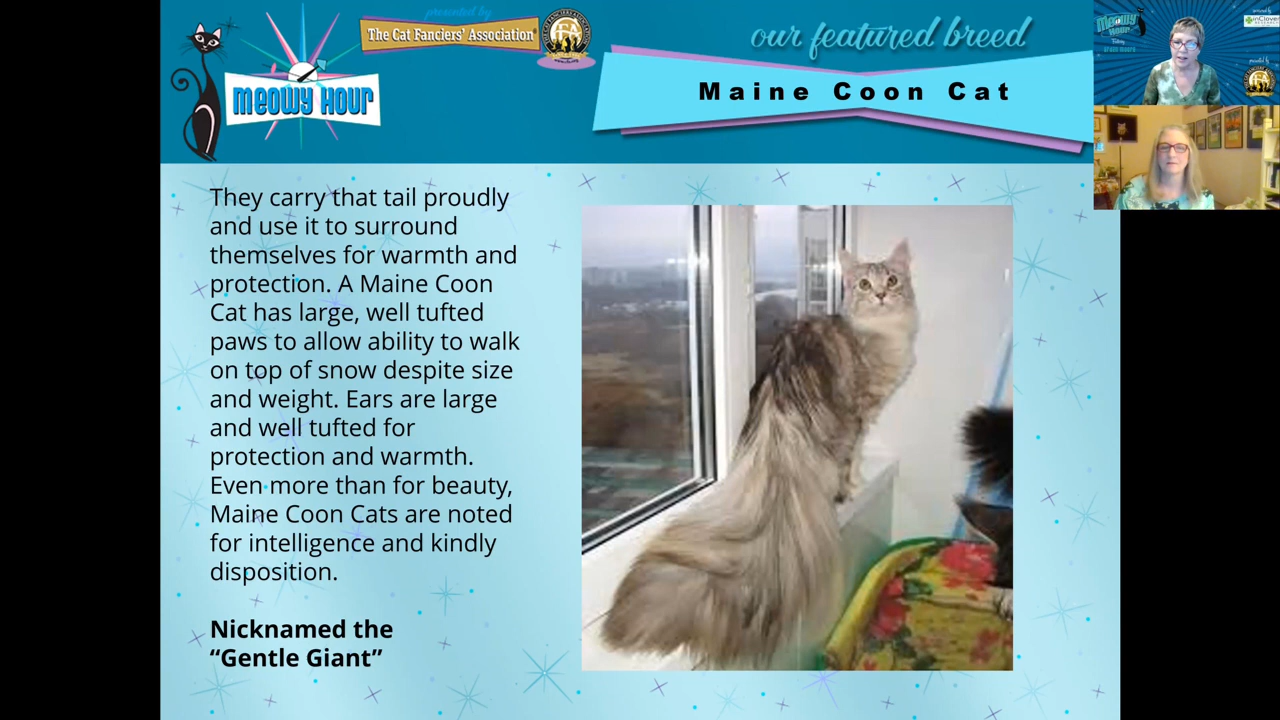 presented by
The Cat Fanciers' Association
CFA
MEOWY HOUR
our featured breed
Maine Coon Cat
They carry that tail proudly
and use it to surround
themselves for warmth and
protection. A Maine Coon
Cat has large, well tufted
paws to allow ability to walk
on top of snow despite size
and weight. Ears are large
and well tufted for
protection and warmth.
Even more than for beauty,
Maine Coon Cats are noted
for intelligence and kindly
disposition.
Nicknamed the
“Gentle Giant”
MEOWY
HOUR
inClover